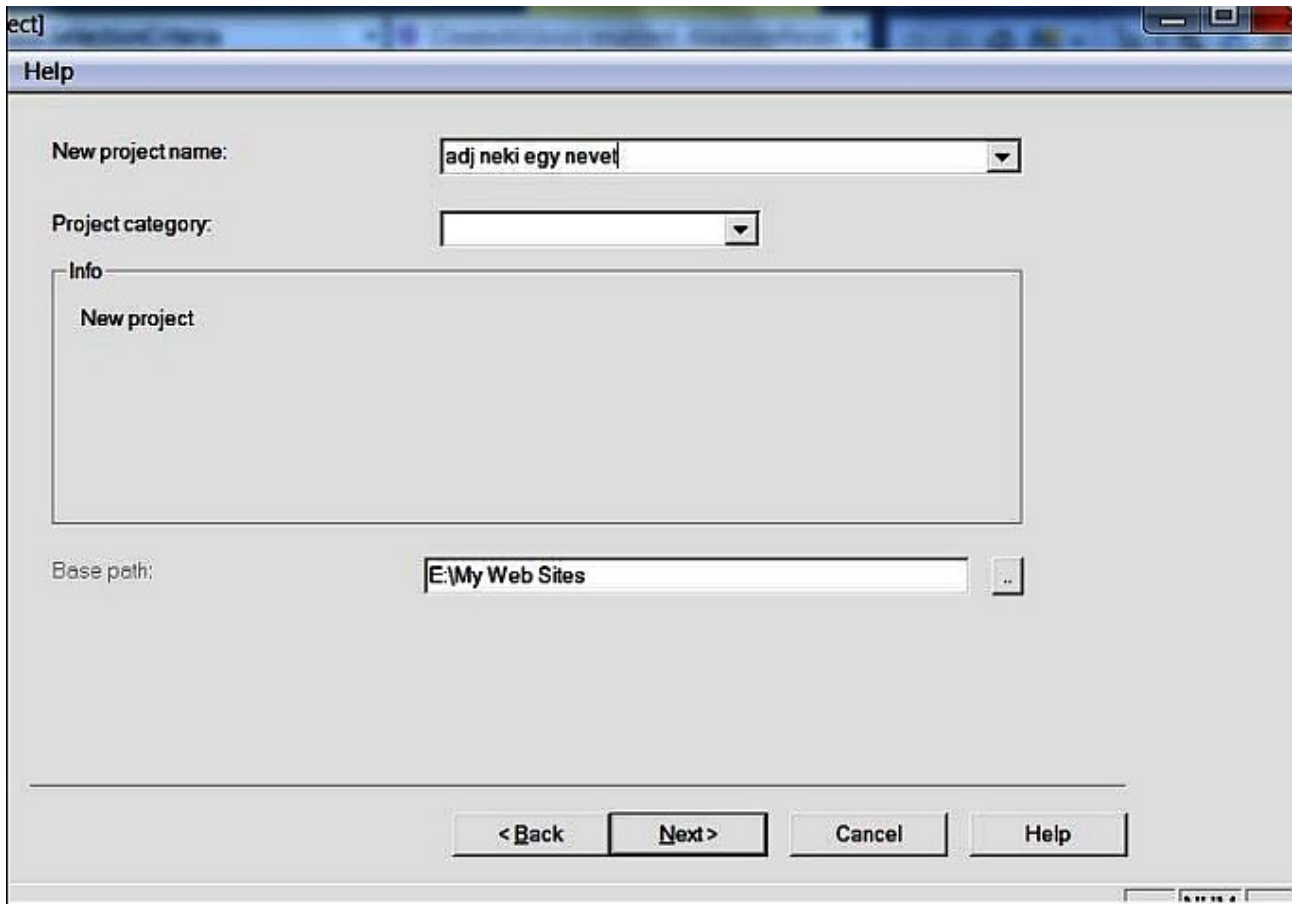 ect]
Help
New project name:
adj neki egy nevet
Project category:
Info
New project
Base path:
E:\My Web Sites
..
< Back
Next >
Cancel
Help